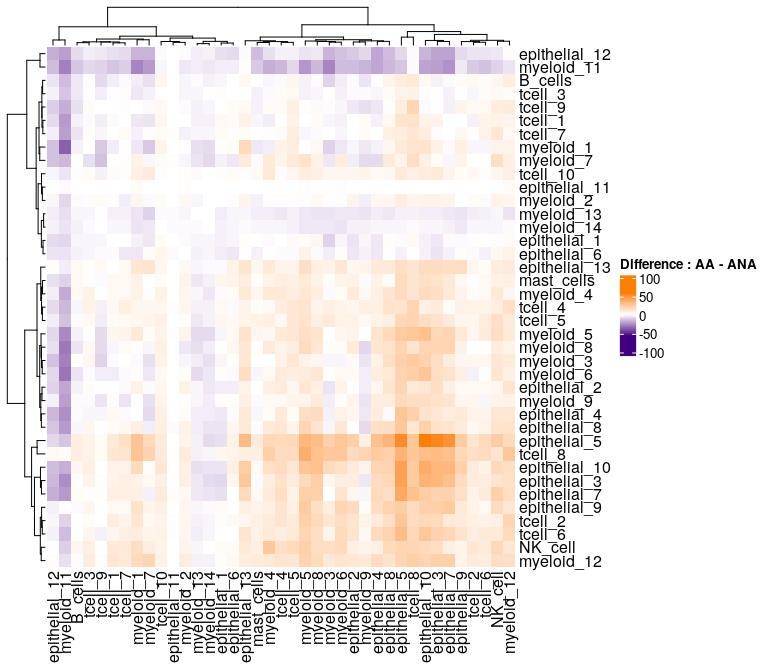 epithelial_12
myeloid_11
B_cells
tcell_3
tcell_9
tcell_1
tcell_7
myeloid_1
myeloid_7
tcell_10
epithelial_11
myeloid_2
myeloid_13
myeloid_14
epithelial_1
epithelial_6
epithelial_13
mast_cells
myeloid_4
tcell_4
tcell_5
myeloid_5
myeloid_8
myeloid_3
myeloid_6
epithelial_2
myeloid_9
epithelial_4
epithelial_8
epithelial_5
tcell_8
epithelial_10
epithelial_3
epithelial_7
epithelial_9
tcell_2
tcell_6
NK_cell
myeloid_12
Difference : AA - ANA
100
50
0
-50
-100
epithelial_12
myeloid_11
B_cells
tcell_3
tcell_9
tcell_1
tcell_7
myeloid_1
myeloid_7
tcell_10
epithelial_11
myeloid_2
myeloid_13
myeloid_14
epithelial_1
epithelial_6
epithelial_13
mast_cells
myeloid_4
tcell_4
tcell_5
myeloid_5
myeloid_8
myeloid_3
myeloid_6
epithelial_2
myeloid_9
epithelial_4
epithelial_8
epithelial_5
tcell_8
epithelial_10
epithelial_3
epithelial_7
epithelial_9
tcell_2
tcell_6
NK_cell
myeloid_12